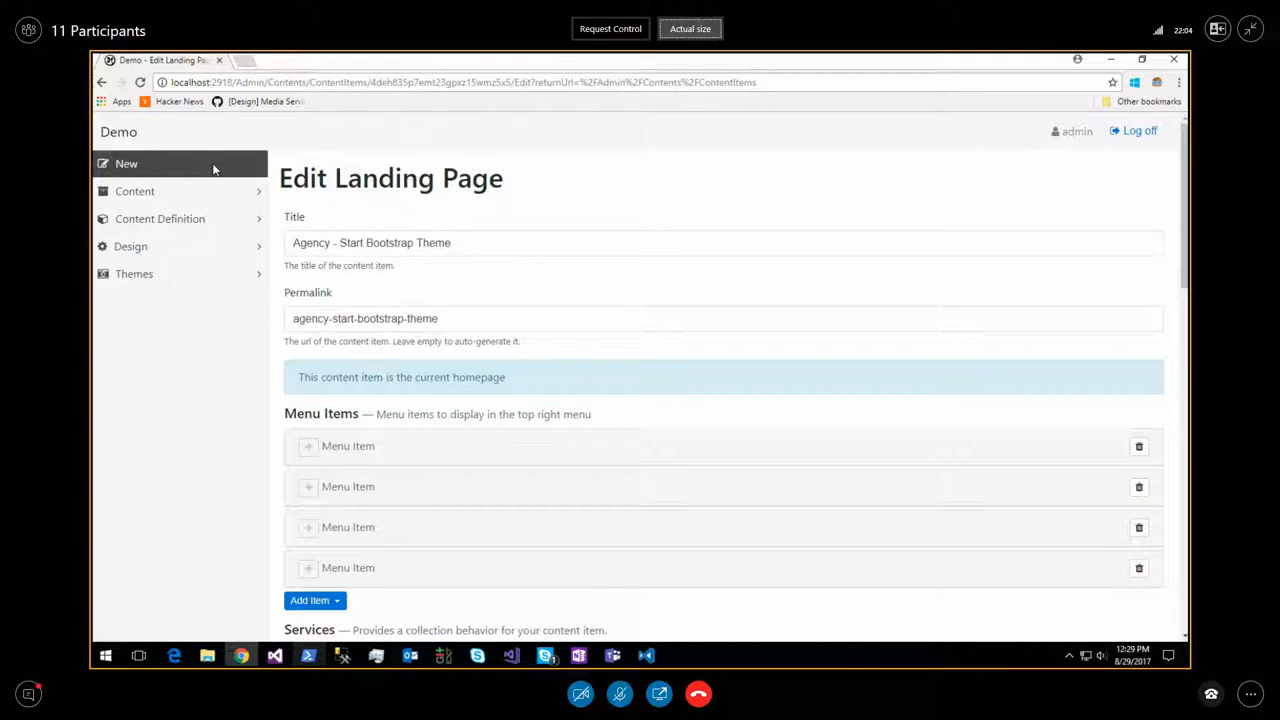 11 Participants
Request Control
Actual size
22:04
Demo - Edit Landing Pa
localhost:2918/Admin/Contents/ContentItems/4deh835p7emt23gpxz15wmz5x5/Edit?returnUrl=%2FAdmin%2FContents%2FContentItems
Apps
Hacker News
[Design] Media Servi
Other bookmarks
Demo
admin
Log off
New
Content
Content Definition
Design
Themes
Edit Landing Page
Title
Agency - Start Bootstrap Theme
The title of the content item.
Permalink
agency-start-bootstrap-theme
The url of the content item. Leave empty to auto-generate it.
This content item is the current homepage
Menu Items — Menu items to display in the top right menu
Menu Item
Menu Item
Menu Item
Menu Item
Add Item
Services — Provides a collection behavior for your content item.
12:29 PM
8/29/2017